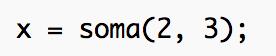 x = soma(2, 3);